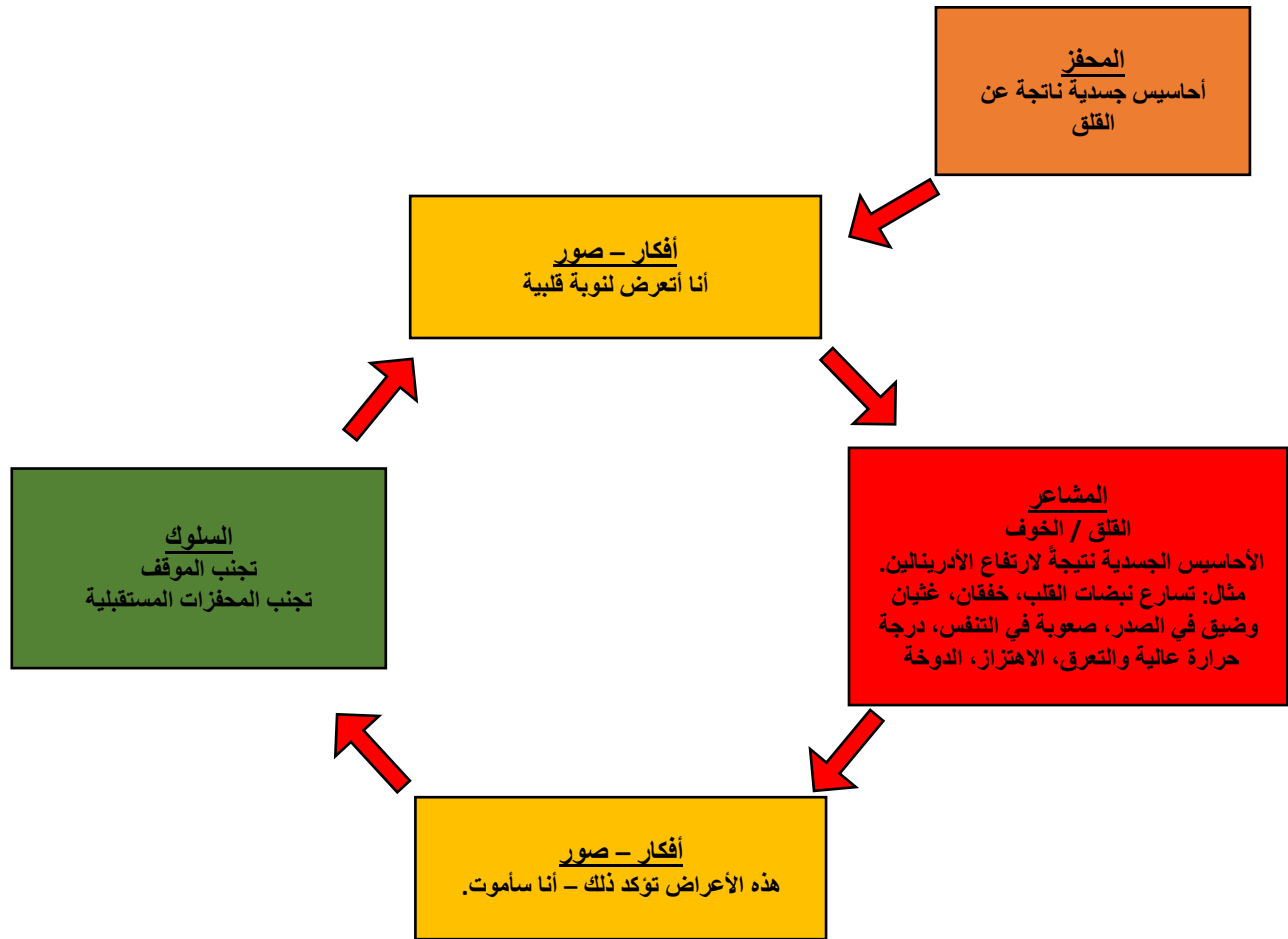 المحفز
أحاسيس جسدية ناتجة عن
القلق
أفكار – صور
أنا أتعرض لنوبة قلبية
المشاعر
القلق / الخوف
الأحاسيس الجسدية نتيجةً لارتفاع الأدرينالين.
مثال: تسارع نبضات القلب، خفقان، غثيان
وضيق في الصدر، صعوبة في التنفس، درجة
حرارة عالية والتعرق، الاهتزاز، الدوخة
أفكار – صور
هذه الأعراض تؤكد ذلك – أنا سأموت.
السلوك
تجنب الموقف
تجنب المحفزات المستقبلية